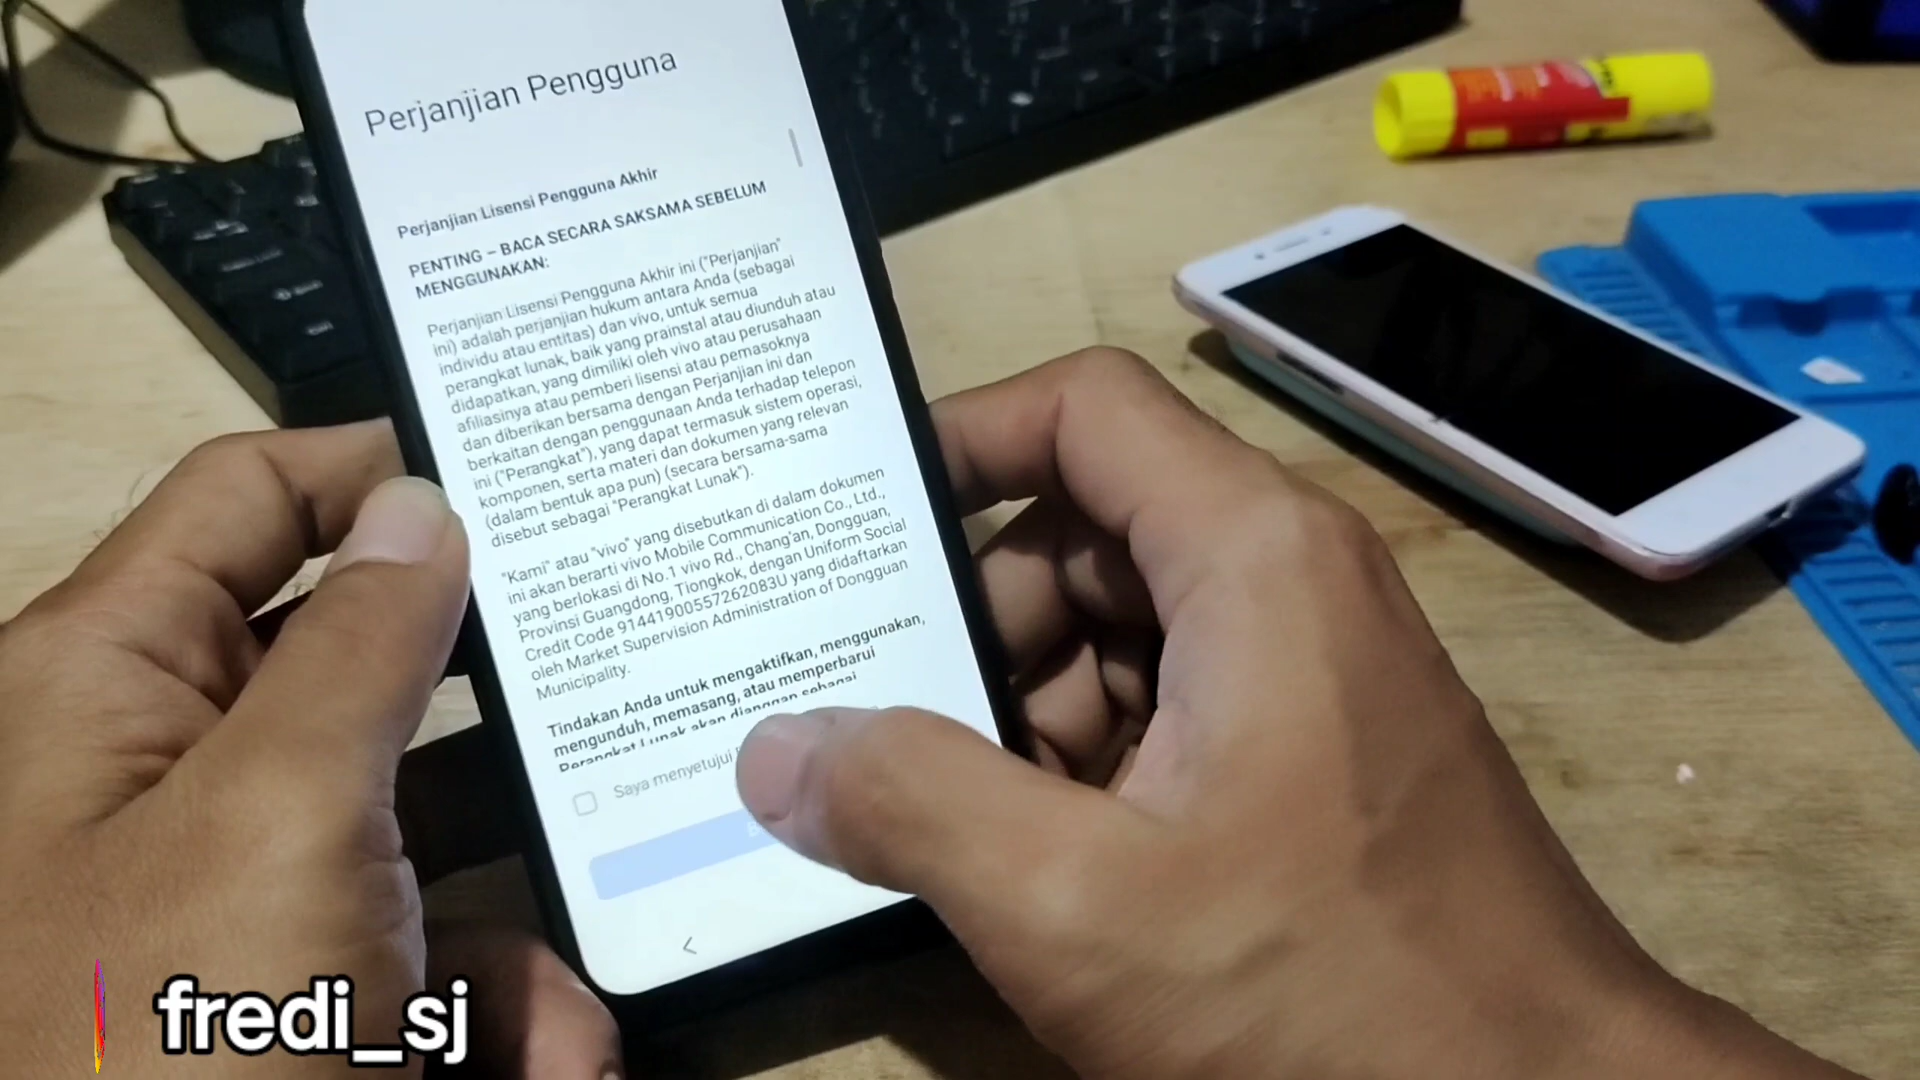 Perjanjian Pengguna
Perjanjian Lisensi Pengguna Akhir
PENTING – BACA SECARA SAKSAMA SEBELUM
MENGGUNAKAN:
Perjanjian Lisensi Pengguna Akhir ini ("Perjanjian"
ini) adalah perjanjian hukum antara Anda (sebagai
individu atau entitas) dan vivo, untuk semua
perangkat lunak, baik yang prainstal atau diunduh atau
didapatkan, yang dimiliki oleh vivo atau perusahaan
afiliasinya atau pemberi lisensi atau pemasoknya
dan diberikan bersama dengan Perjanjian ini dan
berkaitan dengan penggunaan Anda terhadap telepon
ini ("Perangkat"), yang dapat termasuk sistem operasi,
komponen, serta materi dan dokumen yang relevan
(dalam bentuk apa pun) (secara bersama-sama
disebut sebagai "Perangkat Lunak").
"Kami" atau "vivo" yang disebutkan di dalam dokumen
ini akan berarti vivo Mobile Communication Co., Ltd.,
yang berlokasi di No.1 vivo Rd., Chang'an, Dongguan,
Provinsi Guangdong, Tiongkok, dengan Uniform Social
Credit Code 91441900557262083U yang didaftarkan
oleh Market Supervision Administration of Dongguan
Municipality.
Tindakan Anda untuk mengaktifkan, menggunakan,
mengunduh, memasang, atau memperbarui
Perangkat Lunak akan dianggap sebagai
Saya menyetujui
fredi_sj